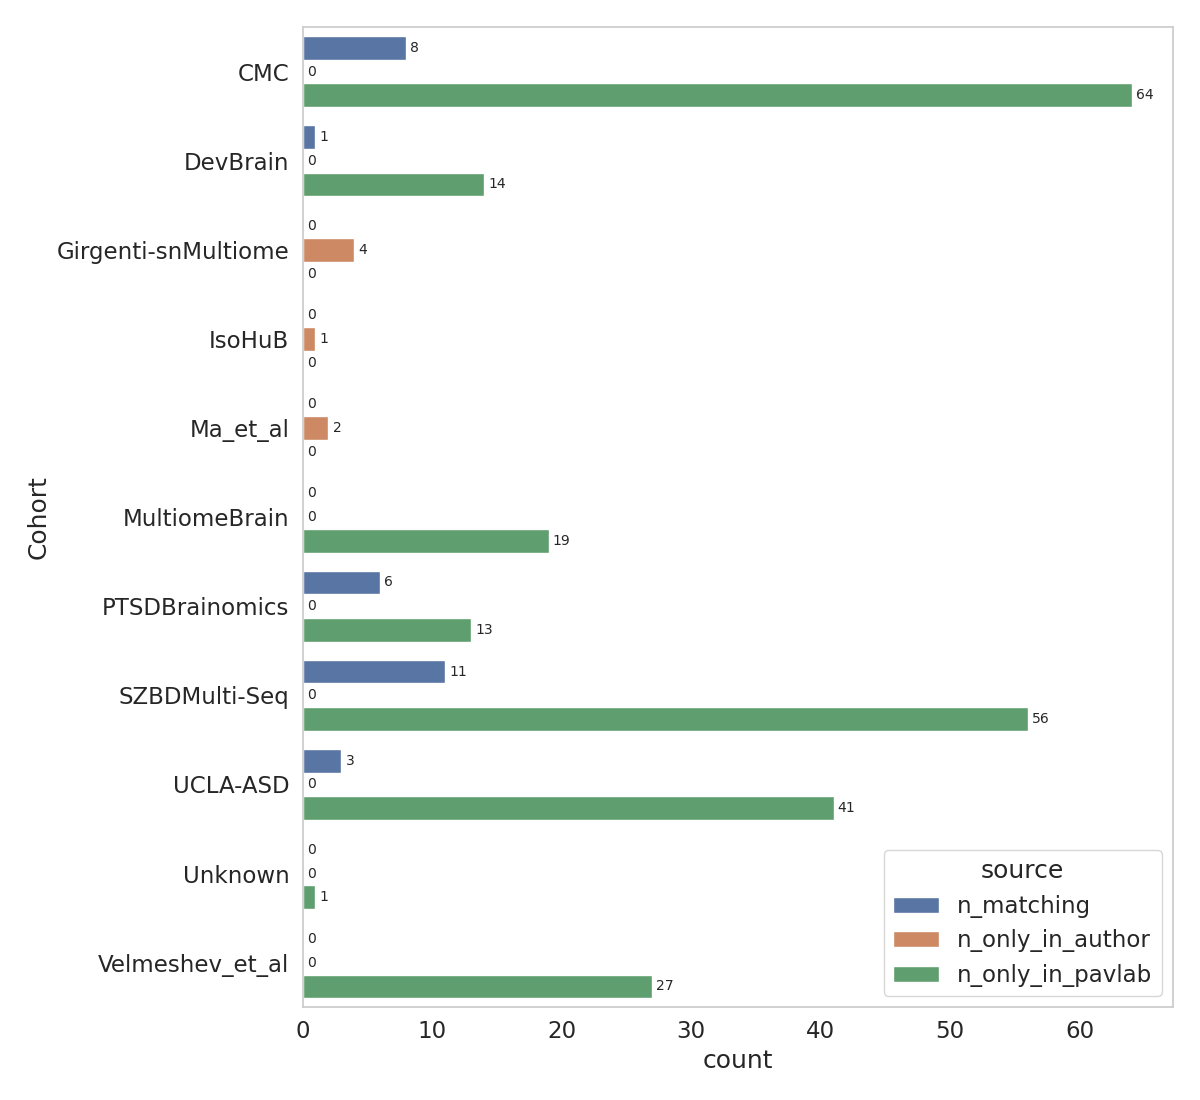 CMC
8
0
64
DevBrain
1
0
14
Girgenti-snMultiome
0
4
0
IsoHuB
0
1
0
Ma_et_al
0
2
0
MultiomeBrain
0
0
19
PTSDBrainomics
6
0
13
SZBDMulti-Seq
11
0
56
UCLA-ASD
3
0
41
Unknown
0
0
1
Velmeshev_et_al
0
0
27
Cohort
source
n_matching
n_only_in_author
n_only_in_pavlab
0 10 20 30 40 50 60
count